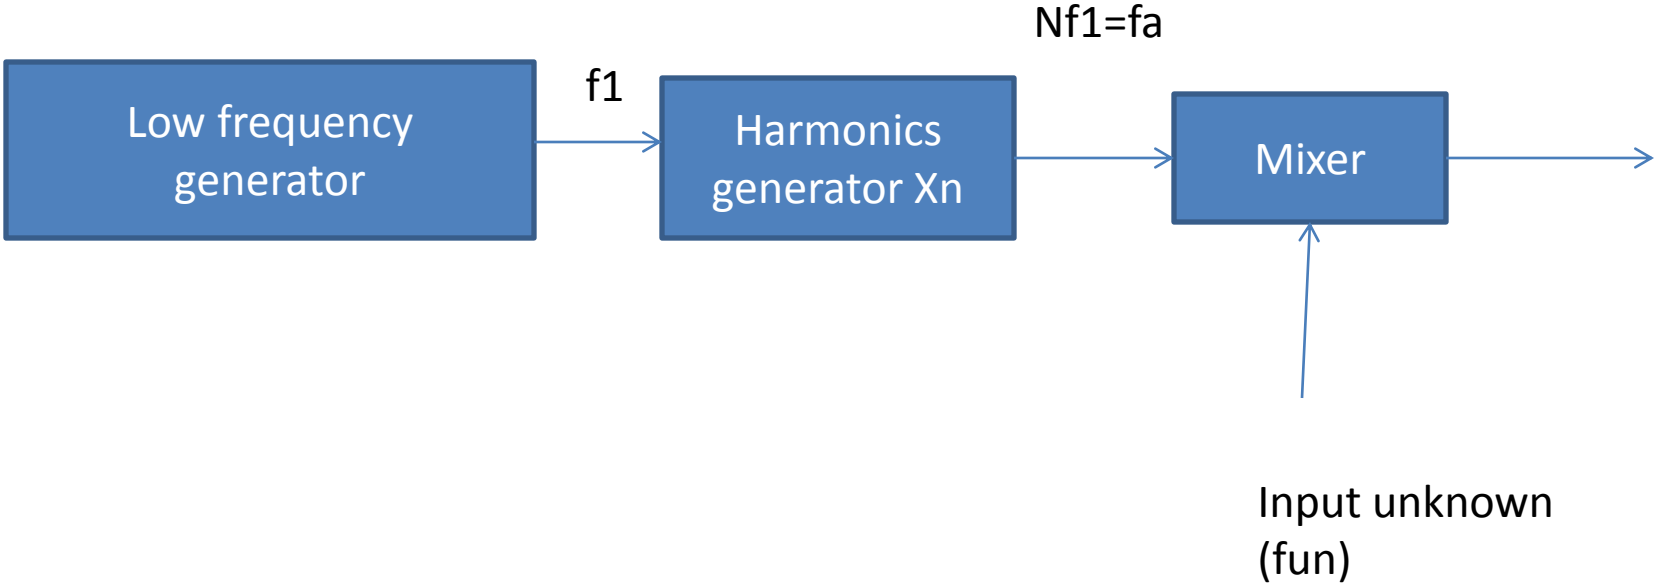 Nf1=fa
Low frequency
generator
f1
Harmonics
generator Xn
Mixer
Input unknown
(fun)